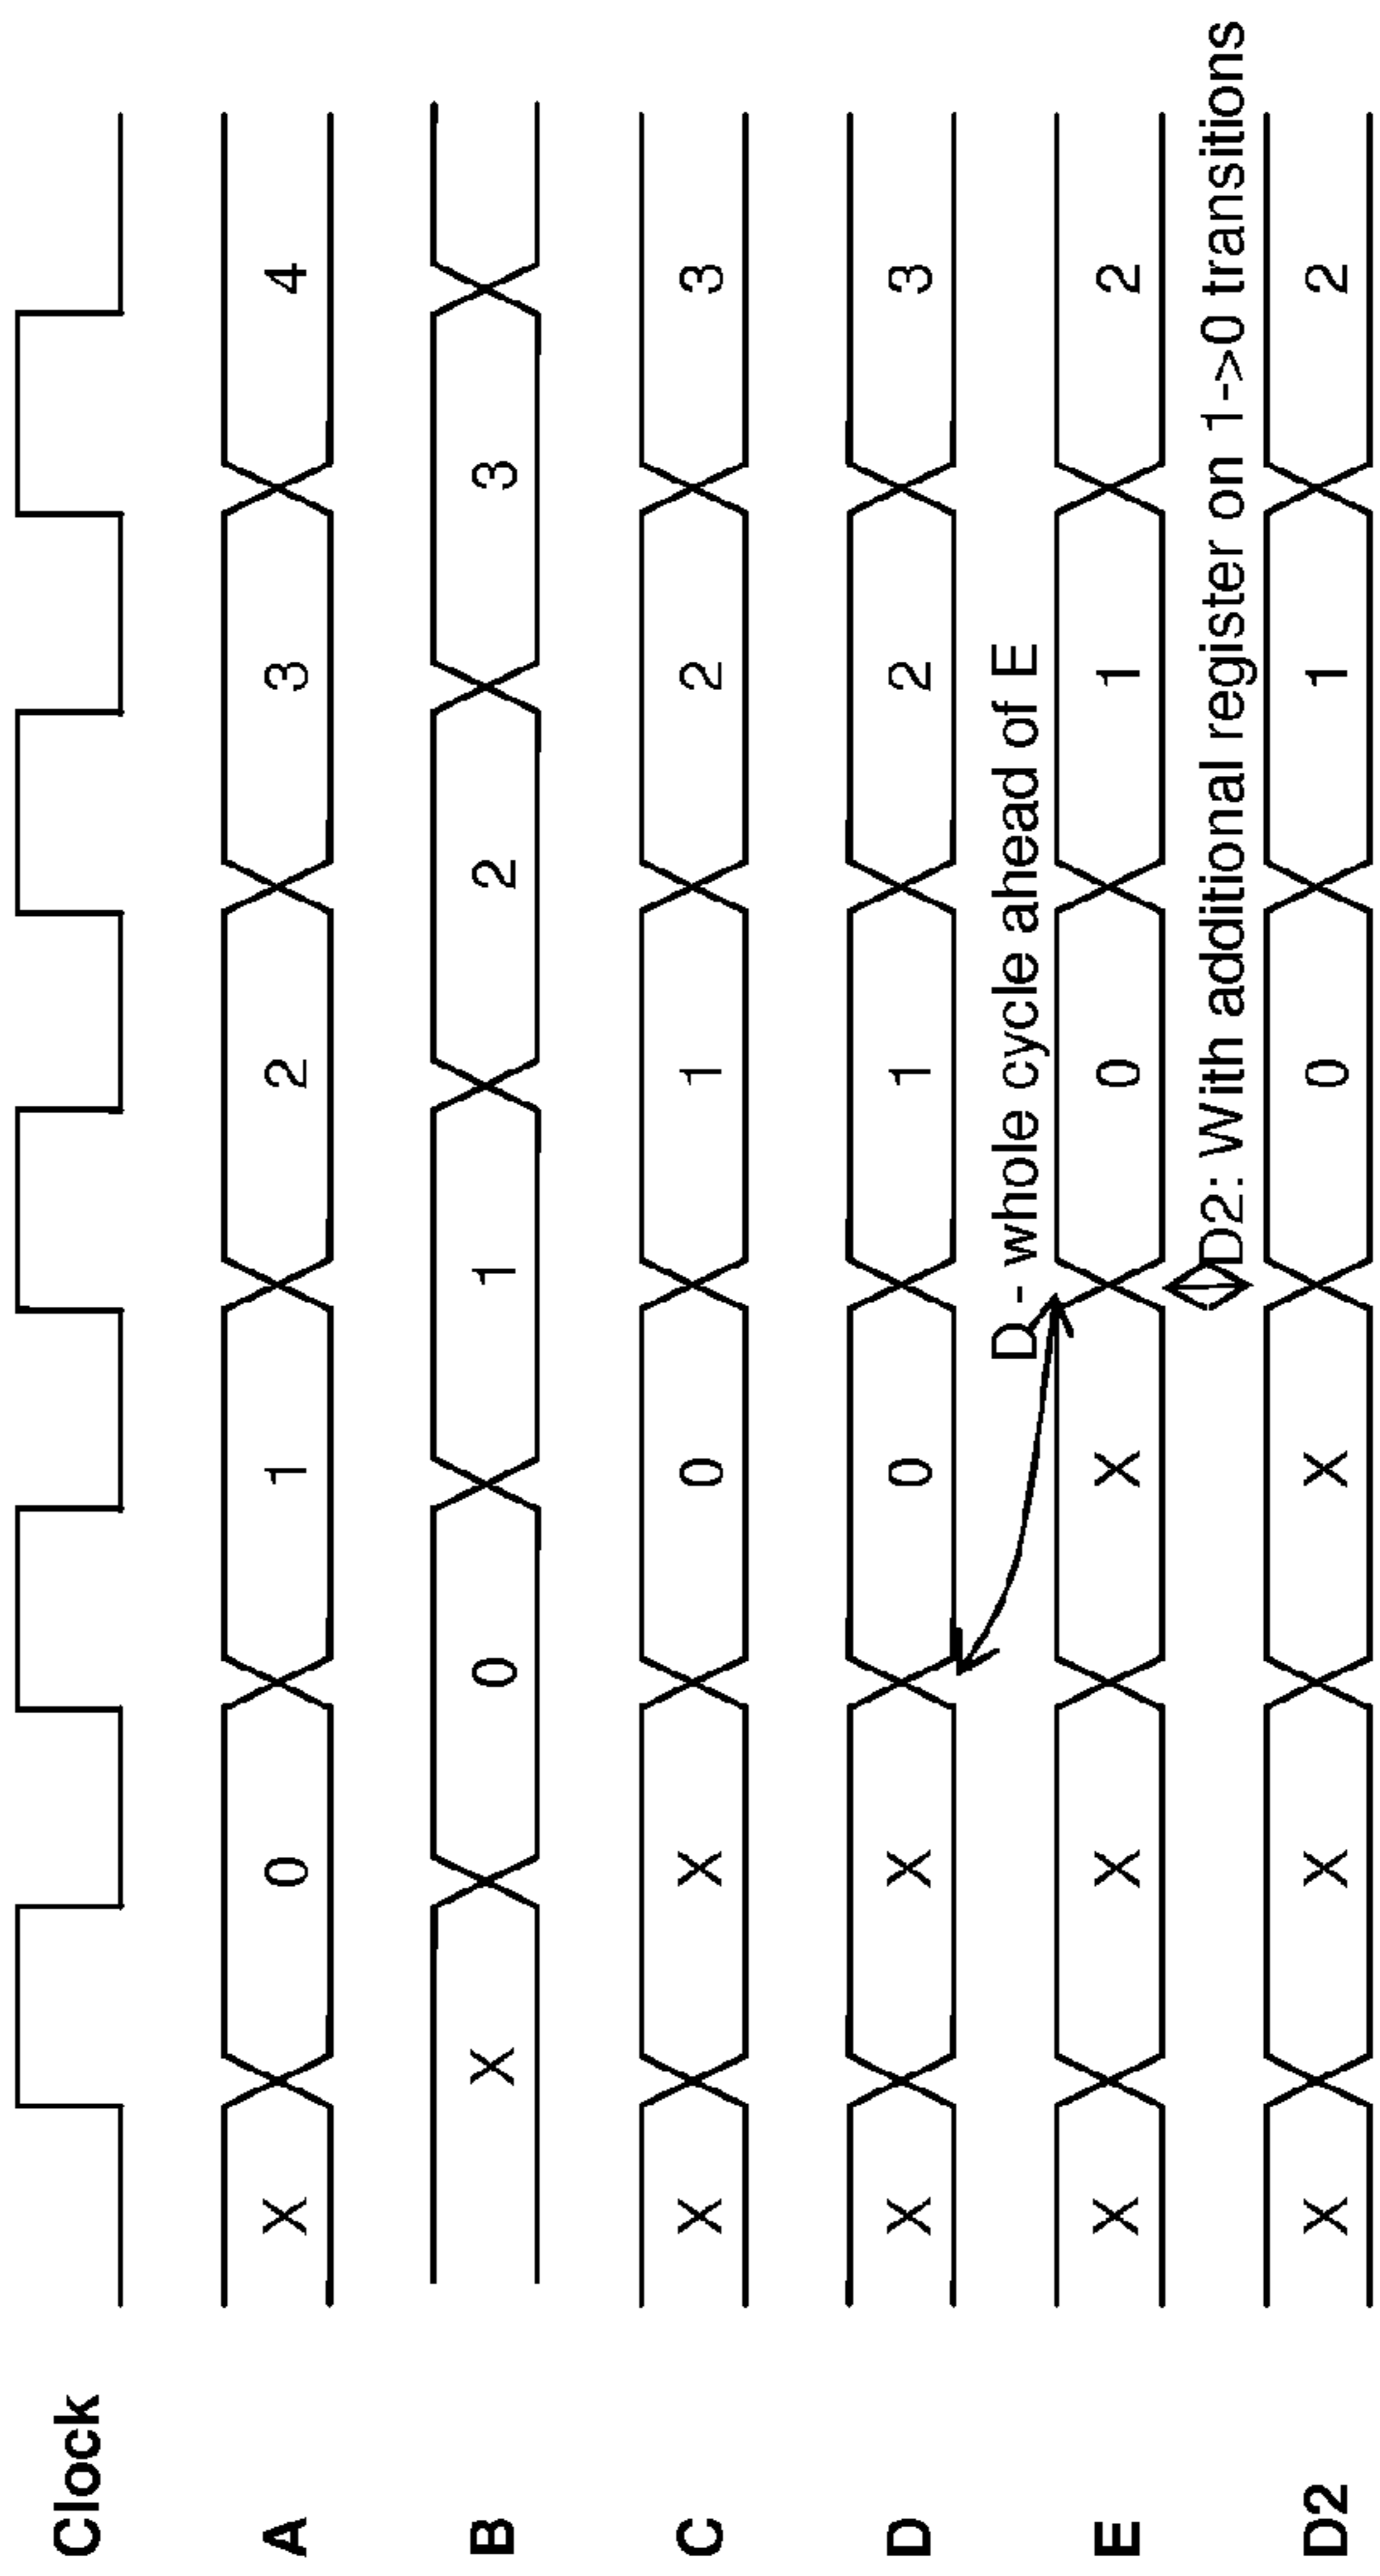 Clock
A X 0 1 2 3 4
B X 0 1 2 3
C X X 0 1 2 3
D X X 0 1 2 3
D - whole cycle ahead of E
E X X X 0 1 2
D2: With additional register on 1->0 transitions
D2 X X X 0 1 2